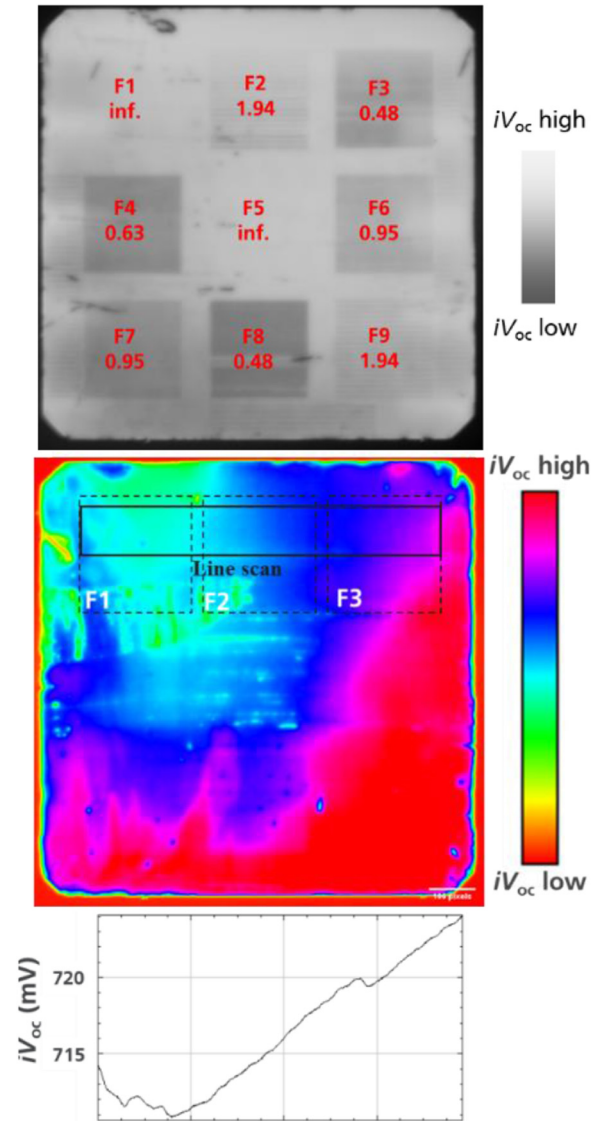 F1
inf.
F2
1.94
F3
0.48
iVoc high
F4
0.63
F5
inf.
F6
0.95
iVoc low
F7
0.95
F8
0.48
F9
1.94
iVoc high
Line scan
F1
F2
F3
iVoc low
100 pixels
iVoc (mV)
720
715